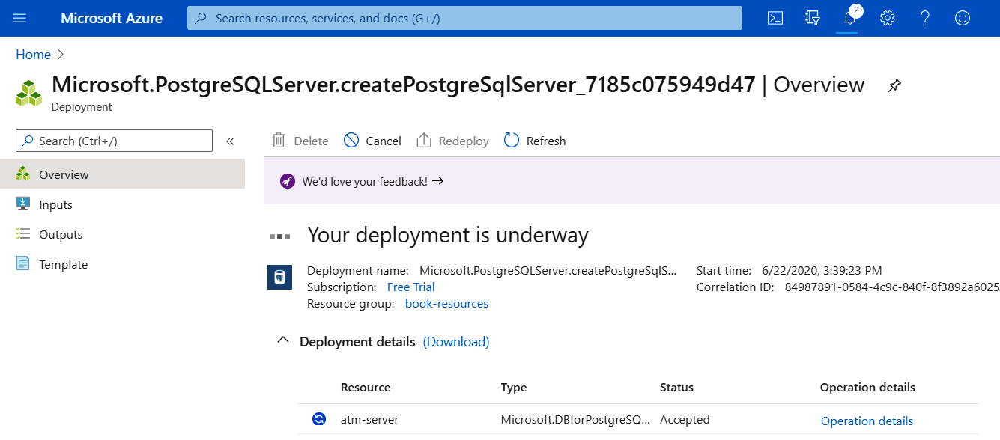 Microsoft Azure
Search resources, services, and docs (G+/)
2
Home
Microsoft.PostgreSQLServer.createPostgreSqlServer_7185c075949d47 | Overview
Deployment
Search (Ctrl+/)
«
Delete
Cancel
Redeploy
Refresh
Overview
Inputs
Outputs
Template
We'd love your feedback! →
Your deployment is underway
Deployment name: Microsoft.PostgreSQLServer.createPostgreSqlS...
Subscription: Free Trial
Resource group: book-resources
Start time: 6/22/2020, 3:39:23 PM
Correlation ID: 84987891-0584-4c9c-840f-8f3892a6025
Deployment details (Download)
Resource Type Status Operation details
atm-server Microsoft.DBforPostgreSQ... Accepted Operation details